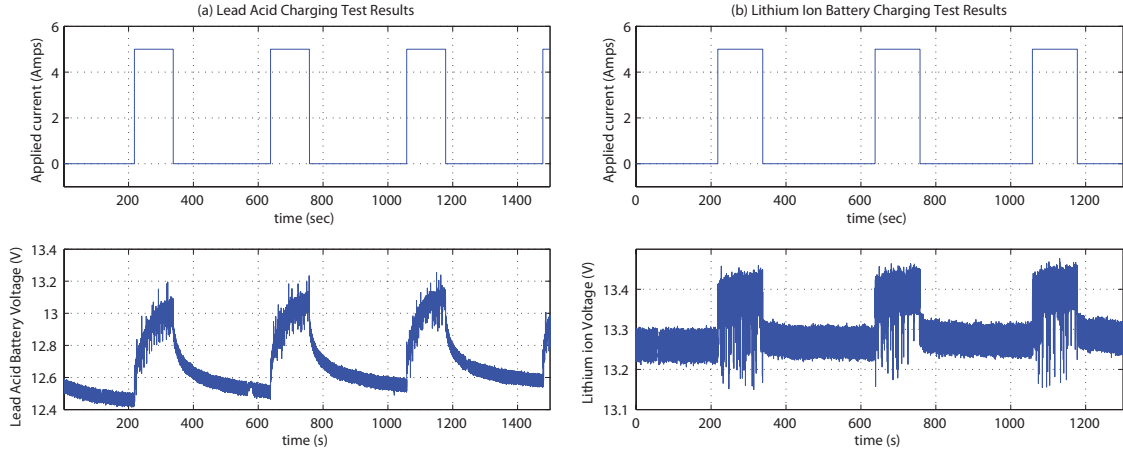 (a) Lead Acid Charging Test Results
6
4
2
0
Applied current (Amps)
200 400 600 800 1000 1200 1400
time (sec)
13.4
13.2
13
12.8
12.6
12.4
Lead Acid Battery Voltage (V)
200 400 600 800 1000 1200 1400
time (s)
(b) Lithium Ion Battery Charging Test Results
6
4
2
0
Applied current (Amps)
0 200 400 600 800 1000 1200
time (sec)
13.5
13.4
13.3
13.2
13.1
Lithium ion Voltage (V)
0 200 400 600 800 1000 1200
time (s)